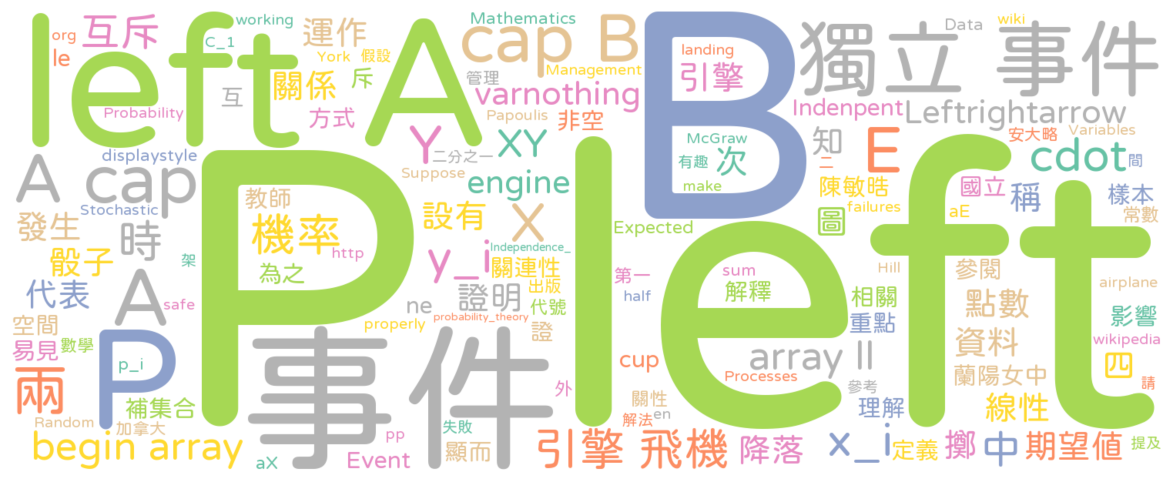 org
le
互斥
left
C_1
working
運作
York
假設
關係
斥
互
方式
Probability
A
Mathematics
cap B
Management
管理
varnothing
Papoulis
非空
B
landing
引擎
獨立 事件
Data
wiki
Indenpent
Leftrightarrow
安大略
Variables
McGraw
有趣
次
make
知
E
cdot
間
二
陳敏晧
failures
國立
稱
樣本
常數
aE
圖
A cap
displaystyle
Stochastic
發生
時
骰子
架
代表
A
safe
空間
易見
數學
p_i
P
兩
補集合
Random
加拿大
begin array
aX
教師
機率
http
為之
P left
Y
二分之一
XY
Suppose
engine
設有
X
Independence_
y_i
關連性
出版
ne
證明
代號
probability_theory
properly
證
事件
pp
Event
失敗
顯而
外
Expected
第一
half
sum
解釋
相關
重點
cup
Processes
array ll
關性
en
解法
參考
理解
引擎 飛機
降落
x_i
定義
擲
中
期望值
Hill
參閱
點數
資料
蘭陽女中
線性
airplane
影響
wikipedia
四
請
提及